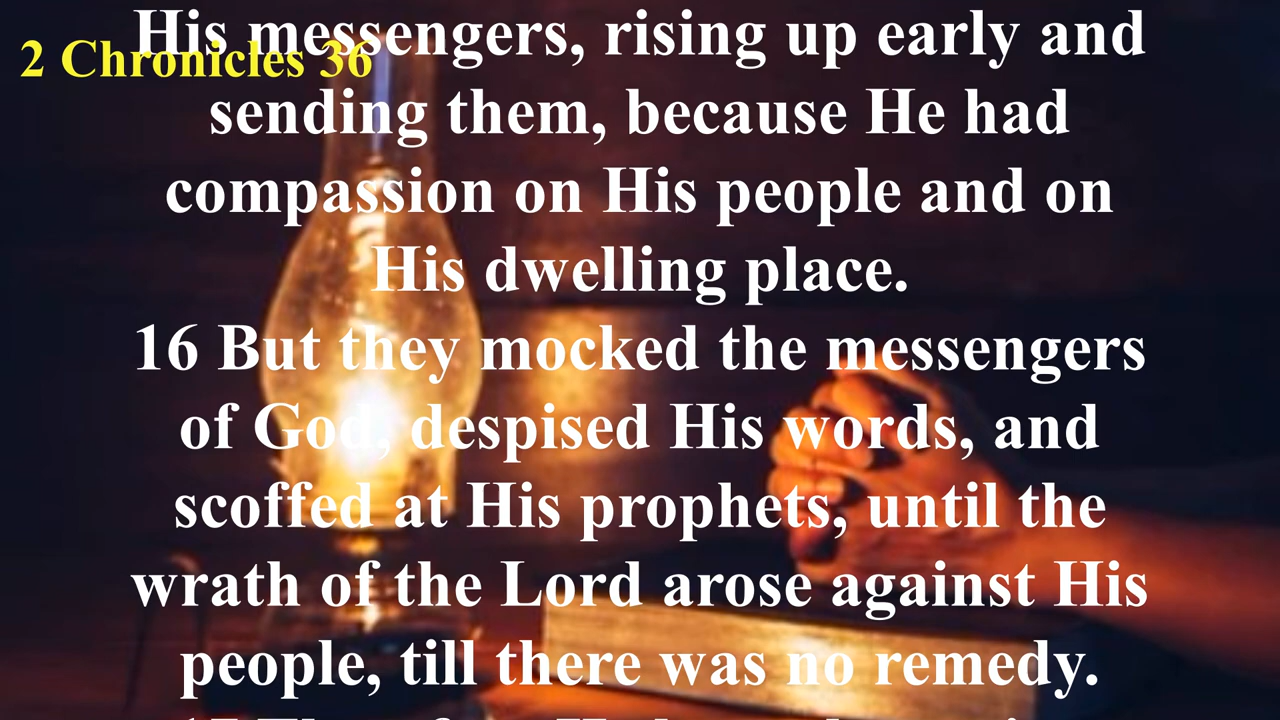 2 Chronicles 36
His messengers, rising up early and
sending them, because He had
compassion on His people and on
His dwelling place.
16 But they mocked the messengers
of God, despised His words, and
scoffed at His prophets, until the
wrath of the Lord arose against His
people, till there was no remedy.